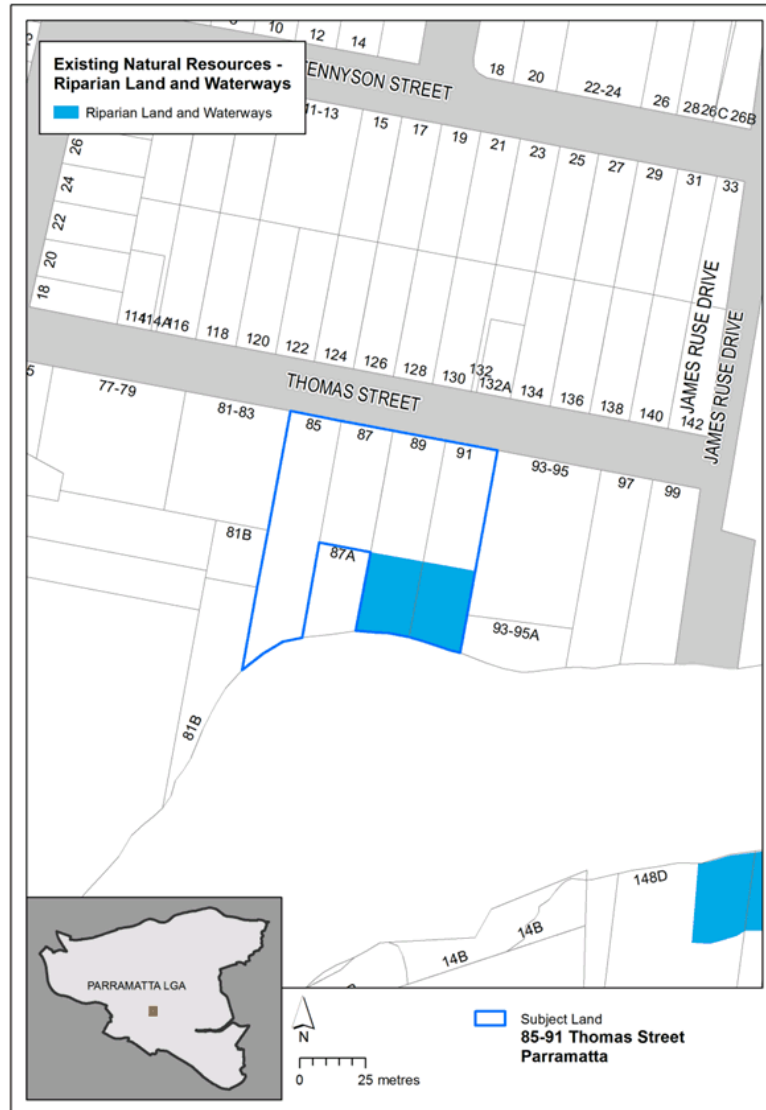 8
10
12
14
Existing Natural Resources -
Riparian Land and Waterways
Riparian Land and Waterways
TENNYSON STREET
18
20
22-24
26
28
26C
26B
11-13
15
17
19
21
23
25
27
29
31
33
26
24
22
20
18
114
114A
116
118
120
122
124
126
128
130
132
132A
134
136
138
140
142
JAMES RUSE DRIVE
JAMES RUSE DRIVE
THOMAS STREET
77-79
81-83
85
87
89
91
93-95
97
99
81B
87A
93-95A
81B
148D
14B
14B
PARRAMATTA LGA
N
0
25 metres
Subject Land
85-91 Thomas Street
Parramatta